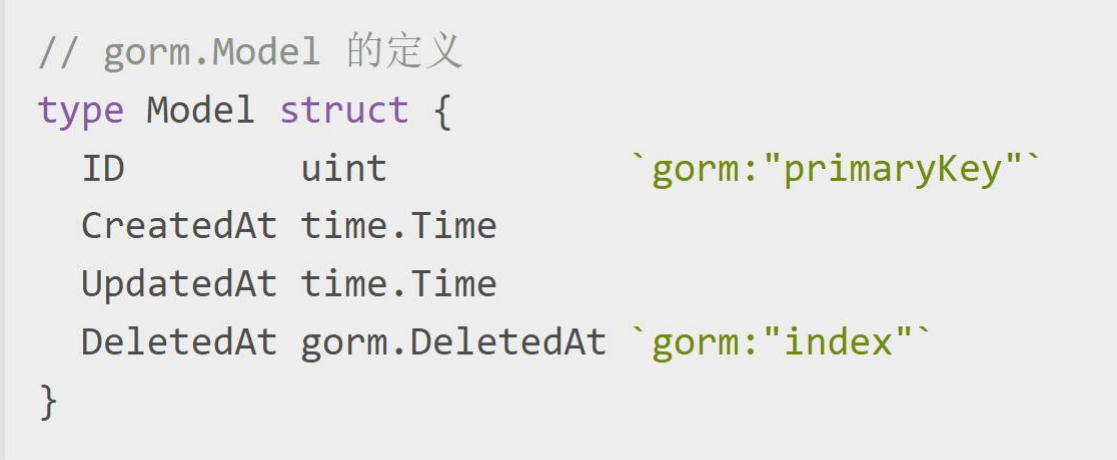 // gorm.Model 的定义
type Model struct {
  ID        uint           `gorm:"primaryKey"`
  CreatedAt time.Time
  UpdatedAt time.Time
  DeletedAt gorm.DeletedAt `gorm:"index"`
}